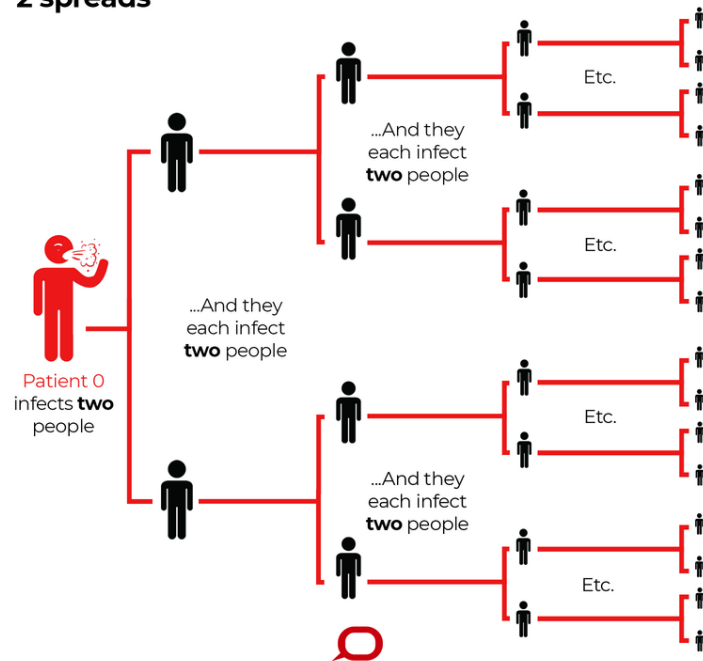 2 spreads
Etc.
...And they
each infect
two people
Etc.
...And they
each infect
two people
Patient 0
infects two
people
Etc.
...And they
each infect
two people
Etc.